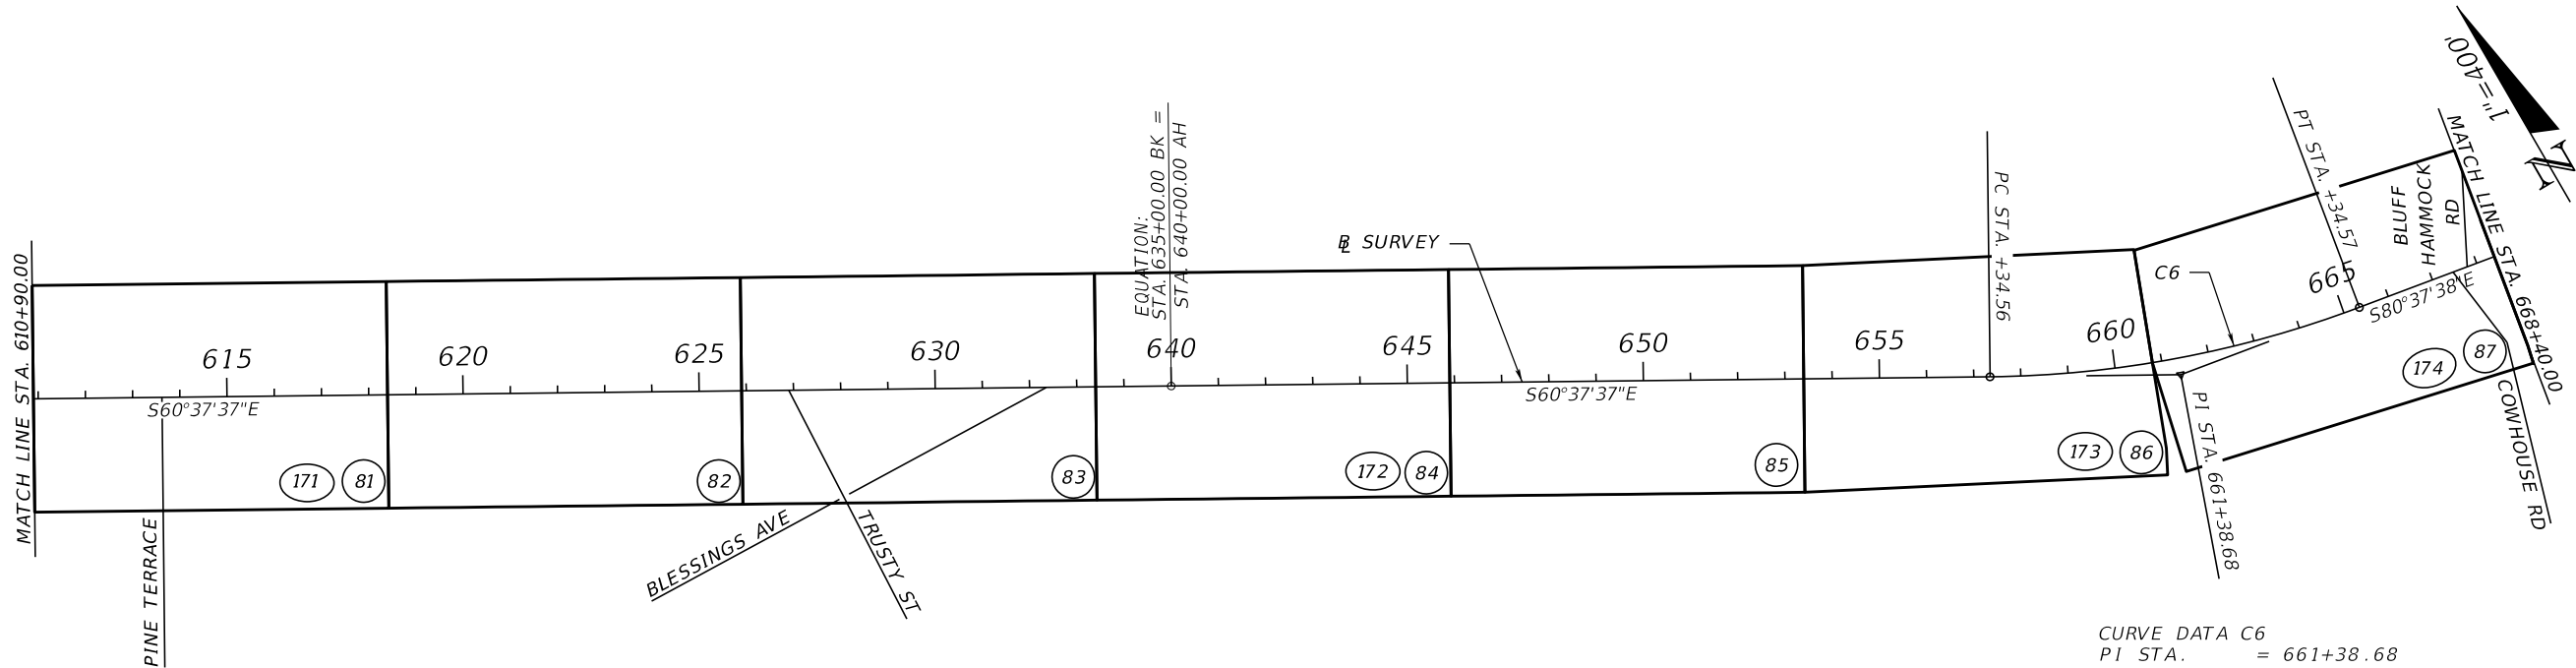 MATCH LINE STA. 610+90.00
615
620
625
630
640
645
650
655
660
665
S60°37'37"E
S60°37'37"E
S80°37'38"E
PINE TERRACE
BLESSINGS AVE
TRUSTY ST
EQUATION:
STA. 635+00.00 BK =
STA. 640+00.00 AH
BL SURVEY
PC STA. +34.56
C6
PT STA. +34.57
BLUFF
HAMMOCK
RD
MATCH LINE STA. 668+40.00
1"=400'
N
171
81
82
83
172
84
85
173
86
174
87
PI STA. 661+38.68
COWHOUSE RD
CURVE DATA C6
PI STA. = 661+38.68